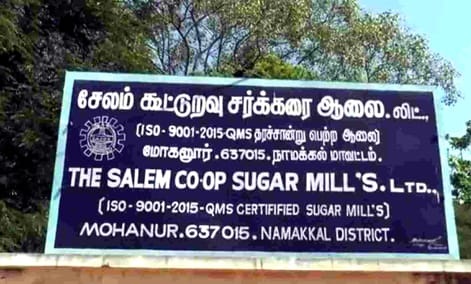 சேலம் கூட்டுறவு சர்க்கரை ஆலை. லிட்.,
(ISO-9001-2015-QMS தரச்சான்று பெற்ற ஆலை)
மோகனூர். 637015. நாமக்கல் மாவட்டம்.
THE SALEM CO-OP SUGAR MILL'S. LTD.,
(ISO-9001-2015-QMS CERTIFIFIED SUGAR MILL'S)
MOHANUR. 637015. NAMAKKAL DISTRICT.